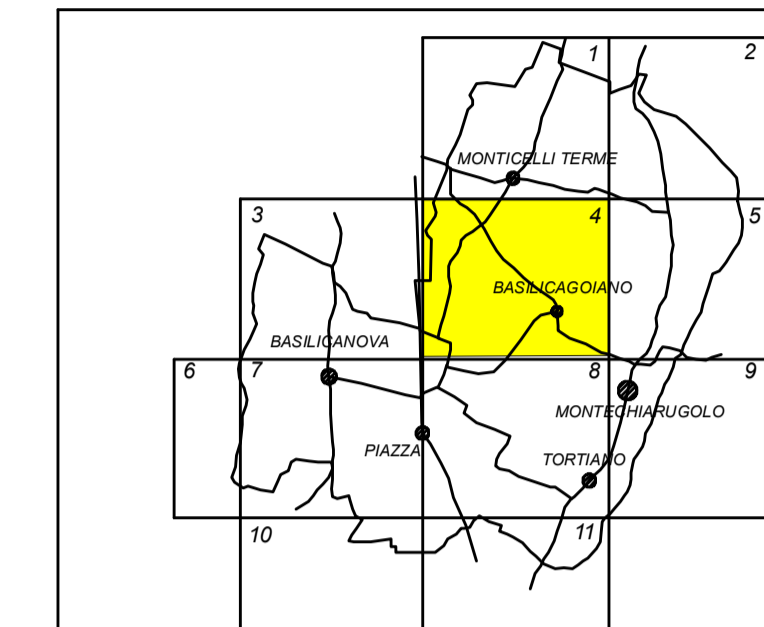 1
2
MONTICELLI TERME
3
4
5
BASILICAGOIANO
BASILICANOVA
6
7
8
9
MONTECHIARUGOLO
PIAZZA
TORTIANO
10
11